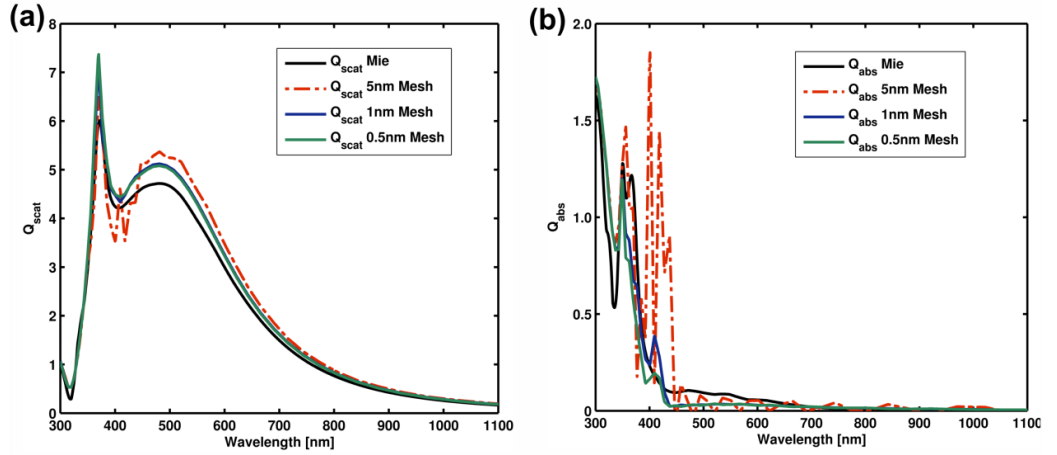 (a)
8
7
6
5
4
3
2
1
0
300 400 500 600 700 800 900 1000 1100
Wavelength [nm]
Qscat
Qscat Mie
Qscat 5nm Mesh
Qscat 1nm Mesh
Qscat 0.5nm Mesh
(b)
2.0
1.5
1.0
0.5
0
300 400 500 600 700 800 900 1000 1100
Wavelength [nm]
Qabs
Qabs Mie
Qabs 5nm Mesh
Qabs 1nm Mesh
Qabs 0.5nm Mesh